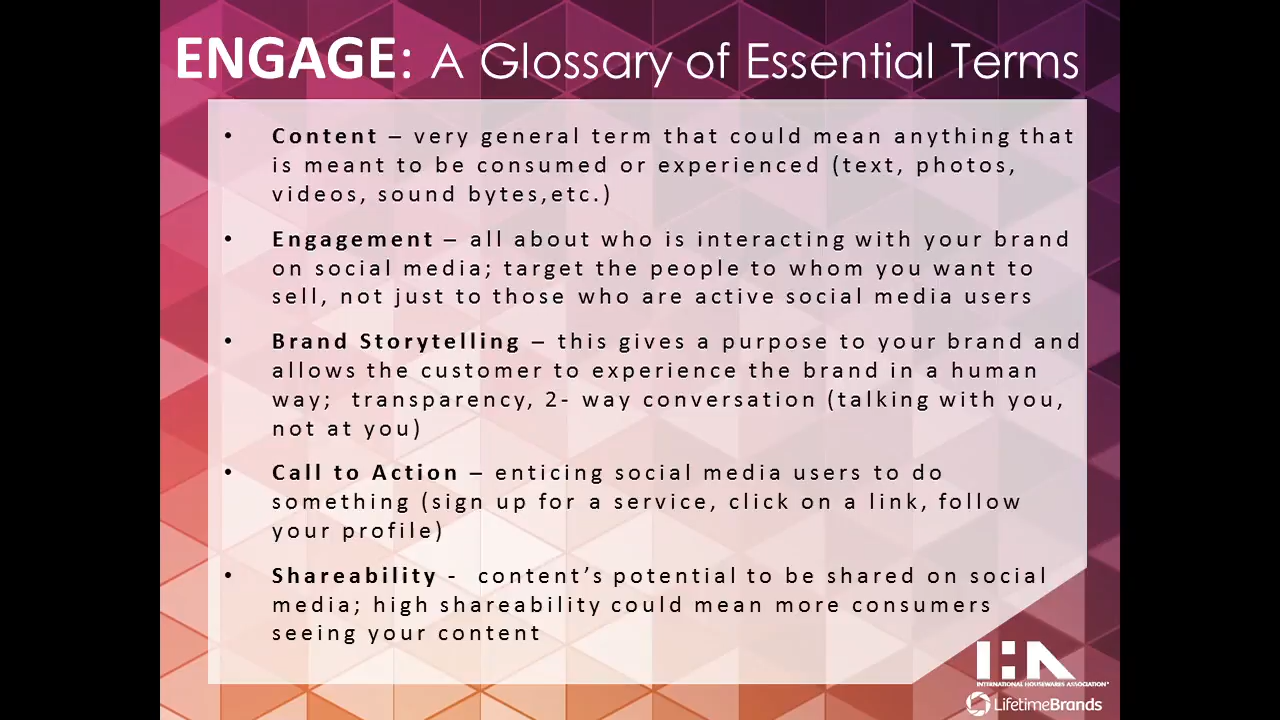 ENGAGE: A Glossary of Essential Terms
• Content – very general term that could mean anything that
is meant to be consumed or experienced (text, photos,
videos, sound bytes,etc.)
• Engagement – all about who is interacting with your brand
on social media; target the people to whom you want to
sell, not just to those who are active social media users
• Brand Storytelling – this gives a purpose to your brand and
allows the customer to experience the brand in a human
way;  transparency, 2- way conversation (talking with you,
not at you)
• Call to Action – enticing social media users to do
something (sign up for a service, click on a link, follow
your profile)
• Shareability -  content’s potential to be shared on social
media; high shareability could mean more consumers
seeing your content
IHA
INTERNATIONAL HOUSEWARES ASSOCIATION
LifetimeBrands